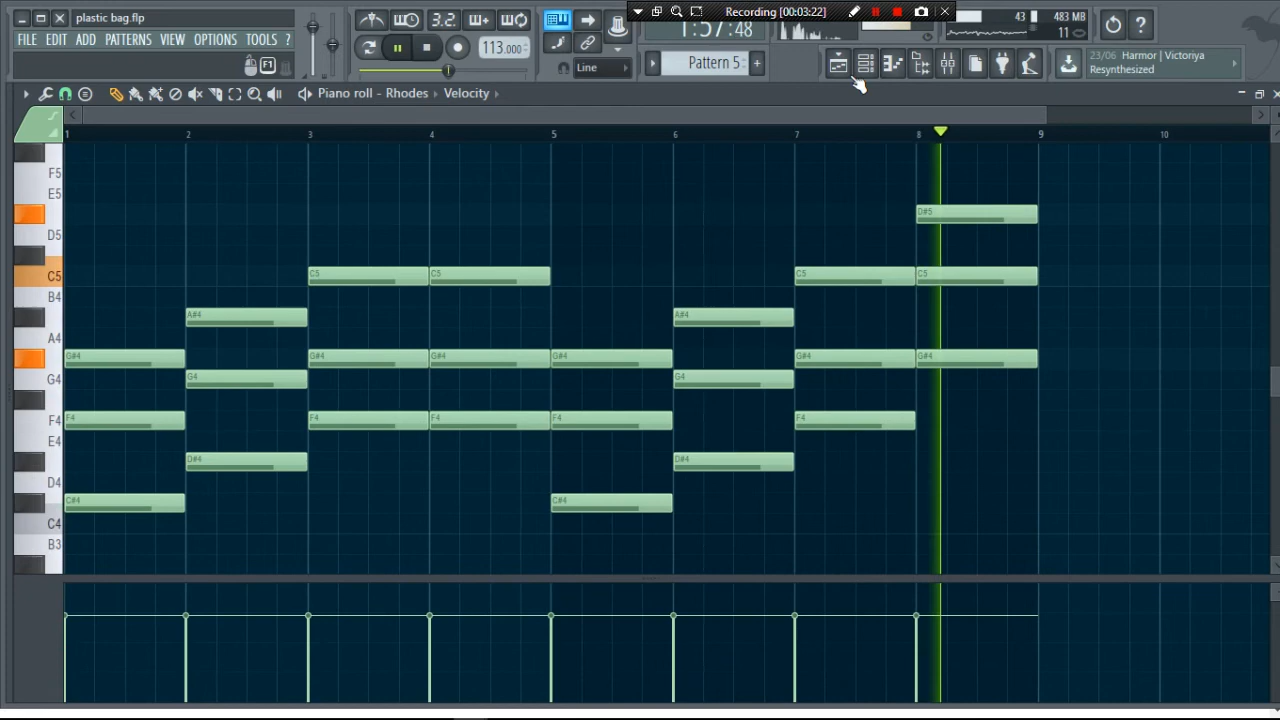 plastic bag.flp
FILE EDIT ADD PATTERNS VIEW OPTIONS TOOLS ?
F1
3.2.
113.000
Line
Recording [00:03:22]
1:57:48
Pattern 5
43
483 MB
11
?
23/06 Harmor | Victoriya
Resynthesized
Piano roll - Rhodes Velocity
1 2 3 4 5 6 7 8 9 10
F5
E5
D#5
D5
C5 C5 C5 C5 C5
B4
A#4 A#4
A4
G#4 G#4 G#4 G#4 G#4 G#4
G4 G4 G4
F4 F4 F4 F4 F4 F4
E4
D#4 D#4
D4
C#4 C#4
C4
B3